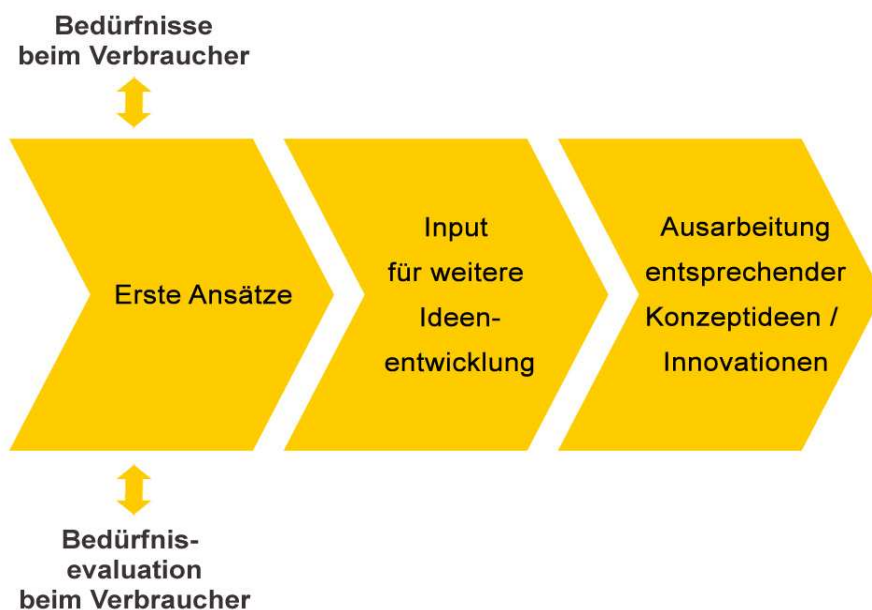 Bedürfnisse
beim Verbraucher
Erste Ansätze
Input
für weitere
Ideen-
entwicklung
Ausarbeitung
entsprechender
Konzeptideen /
Innovationen
Bedürfnis-
evaluation
beim Verbraucher